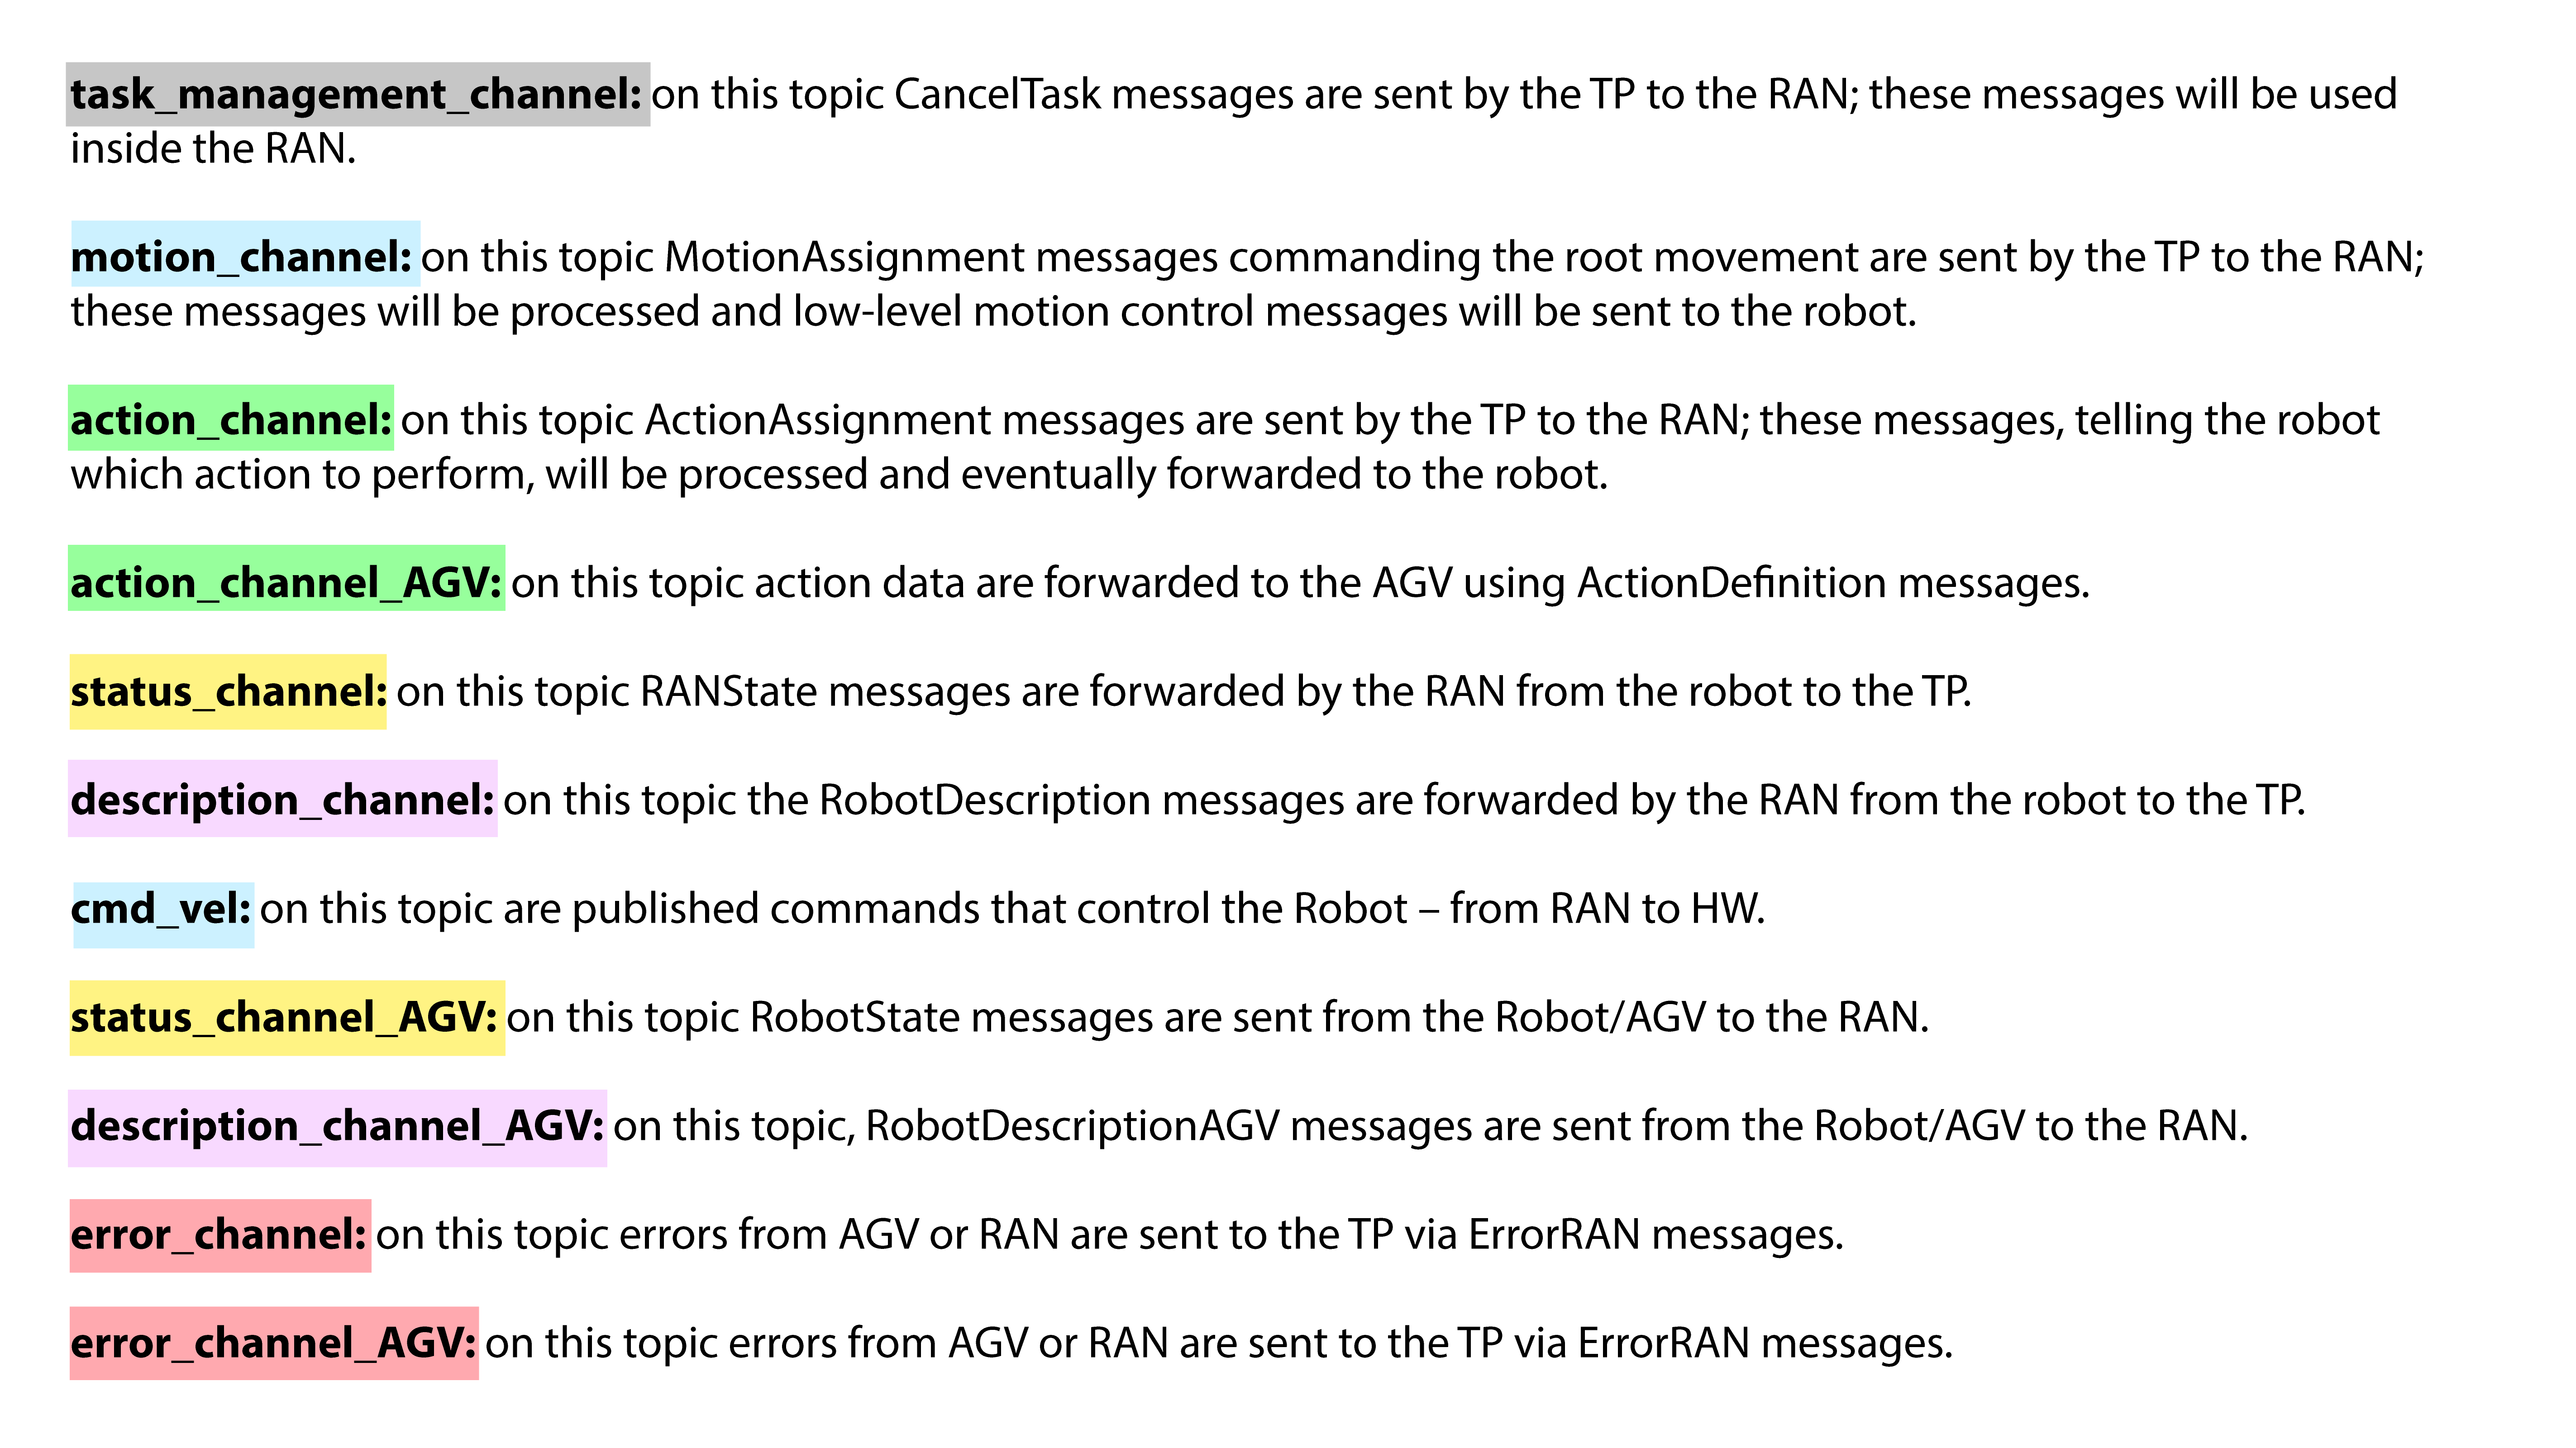 task_management_channel: on this topic CancelTask messages are sent by the TP to the RAN; these messages will be used
inside the RAN.
motion_channel: on this topic MotionAssignment messages commanding the root movement are sent by the TP to the RAN;
these messages will be processed and low-level motion control messages will be sent to the robot.
action_channel: on this topic ActionAssignment messages are sent by the TP to the RAN; these messages, telling the robot
which action to perform, will be processed and eventually forwarded to the robot.
action_channel_AGV: on this topic action data are forwarded to the AGV using ActionDefinition messages.
status_channel: on this topic RANState messages are forwarded by the RAN from the robot to the TP.
description_channel: on this topic the RobotDescription messages are forwarded by the RAN from the robot to the TP.
cmd_vel: on this topic are published commands that control the Robot – from RAN to HW.
status_channel_AGV: on this topic RobotState messages are sent from the Robot/AGV to the RAN.
description_channel_AGV: on this topic, RobotDescriptionAGV messages are sent from the Robot/AGV to the RAN.
error_channel: on this topic errors from AGV or RAN are sent to the TP via ErrorRAN messages.
error_channel_AGV: on this topic errors from AGV or RAN are sent to the TP via ErrorRAN messages.